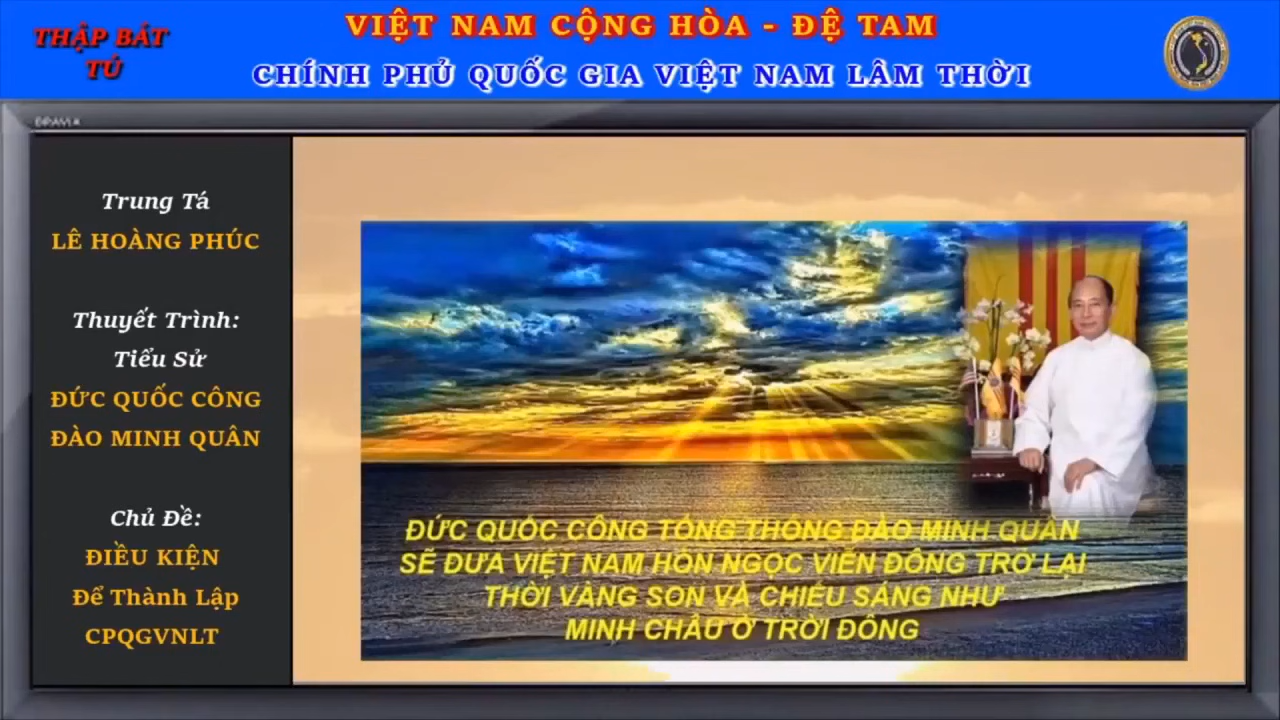 THẬP BÁT
TÚ
VIỆT NAM CỘNG HÒA - ĐỆ TAM
CHÍNH PHỦ QUỐC GIA VIỆT NAM LÂM THỜI
BRAVIA
Trung Tá
LÊ HOÀNG PHÚC
Thuyết Trình:
Tiểu Sử
ĐỨC QUỐC CÔNG
ĐÀO MINH QUÂN
Chủ Đề:
ĐIỀU KIỆN
Để Thành Lập
CPQGVNLT
ĐỨC QUỐC CÔNG TỔNG THỐNG ĐÀO MINH QUÂN
SẼ ĐƯA VIỆT NAM HÒN NGỌC VIỄN ĐÔNG TRỞ LẠI
THỜI VÀNG SON VÀ CHIẾU SÁNG NHƯ
MINH CHÂU Ở TRỜI ĐÔNG